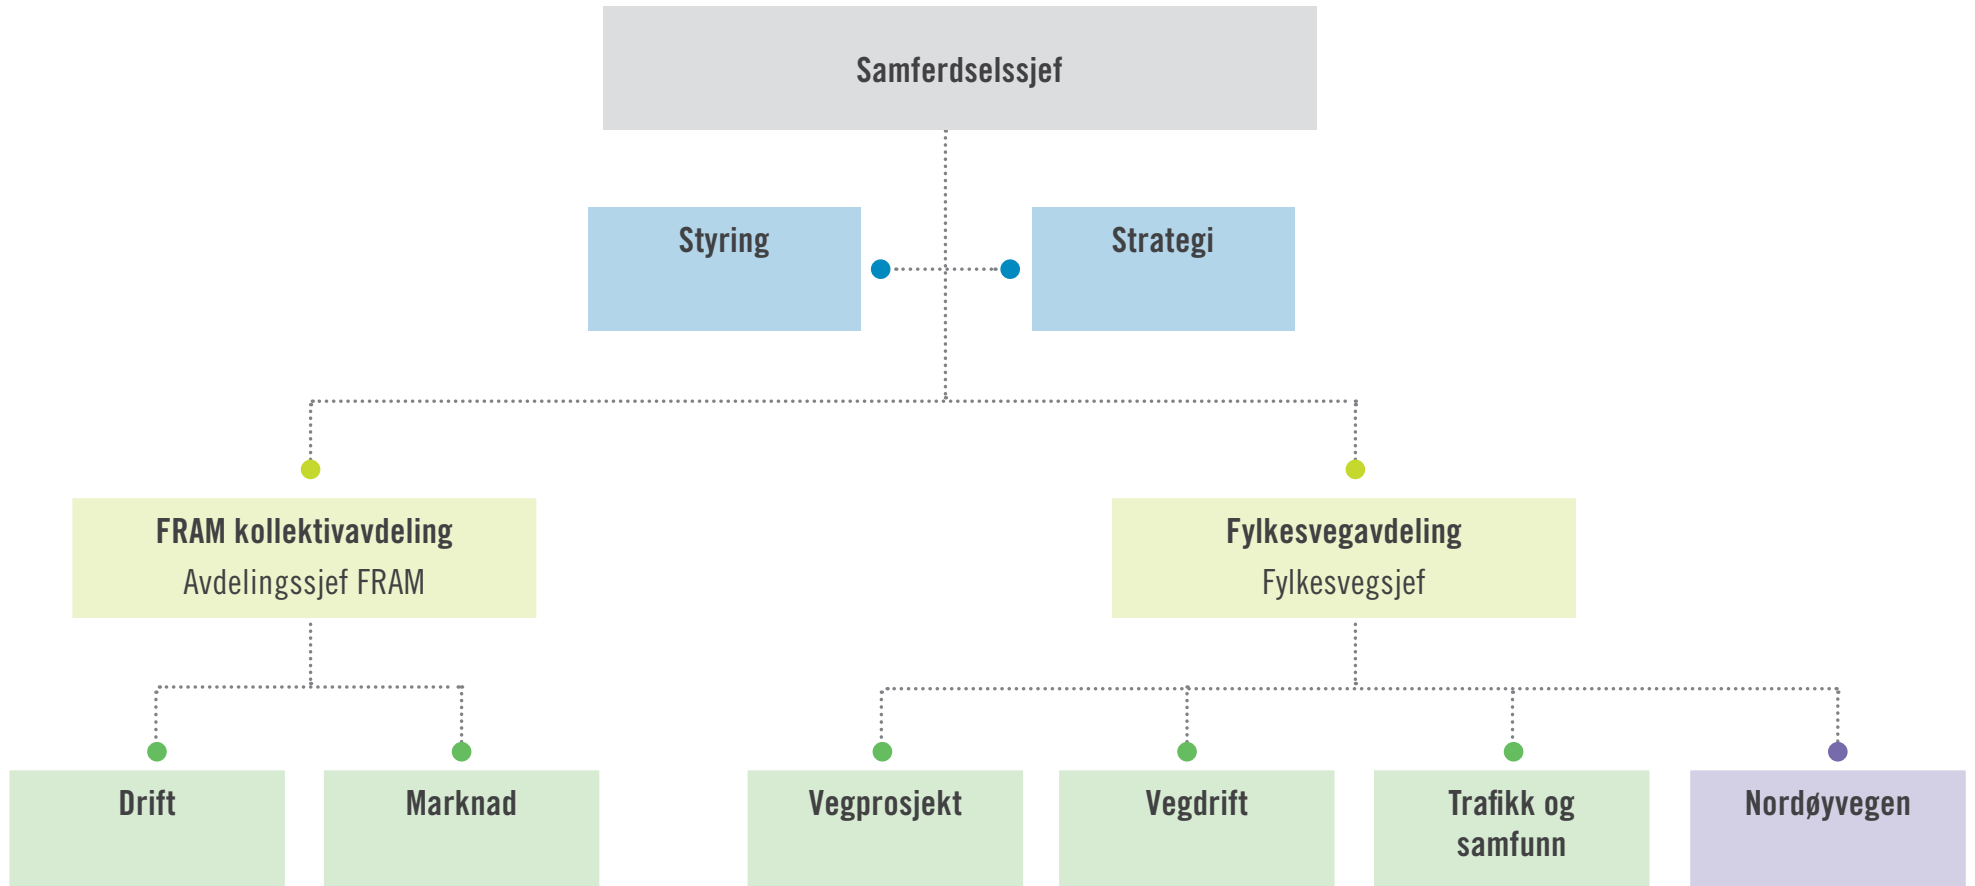 Samferdselssjef
Styring
Strategi
FRAM kollektivavdeling
Avdelingssjef FRAM
Fylkesvegavdeling
Fylkesvegsjef
Drift
Marknad
Vegprosjekt
Vegdrift
Trafikk og
samfunn
Nordøyvegen